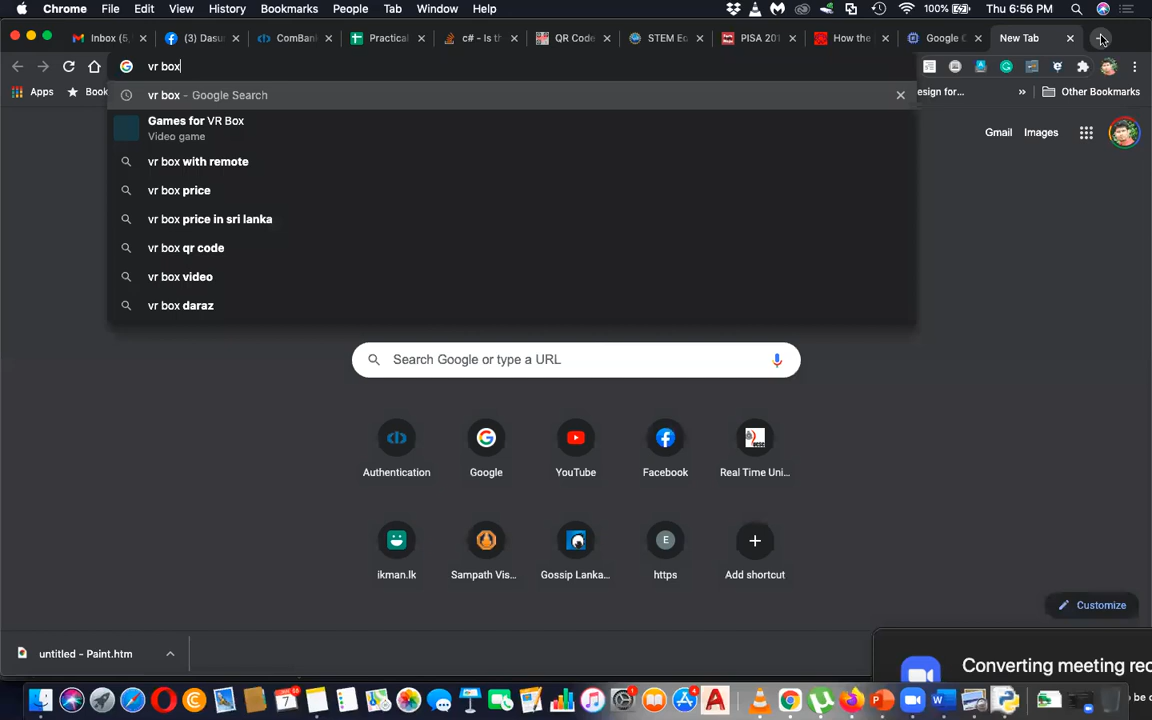 Chrome File Edit View History Bookmarks People Tab Window Help 100% Thu 6:56 PM
Inbox (5, (3) Dasu ComBan Practical c# - Is th QR Code STEM Ed PISA 201 How the Google C New Tab
vr box
Apps Book esign for... » Other Bookmarks
vr box - Google Search
Games for VR Box
Video game
Gmail Images
vr box with remote
vr box price
vr box price in sri lanka
vr box qr code
vr box video
vr box daraz
Search Google or type a URL
Authentication Google YouTube Facebook Real Time Uni...
E
ikman.lk Sampath Vis... Gossip Lanka... https Add shortcut
Customize
untitled - Paint.htm
Converting meeting rec
o be c